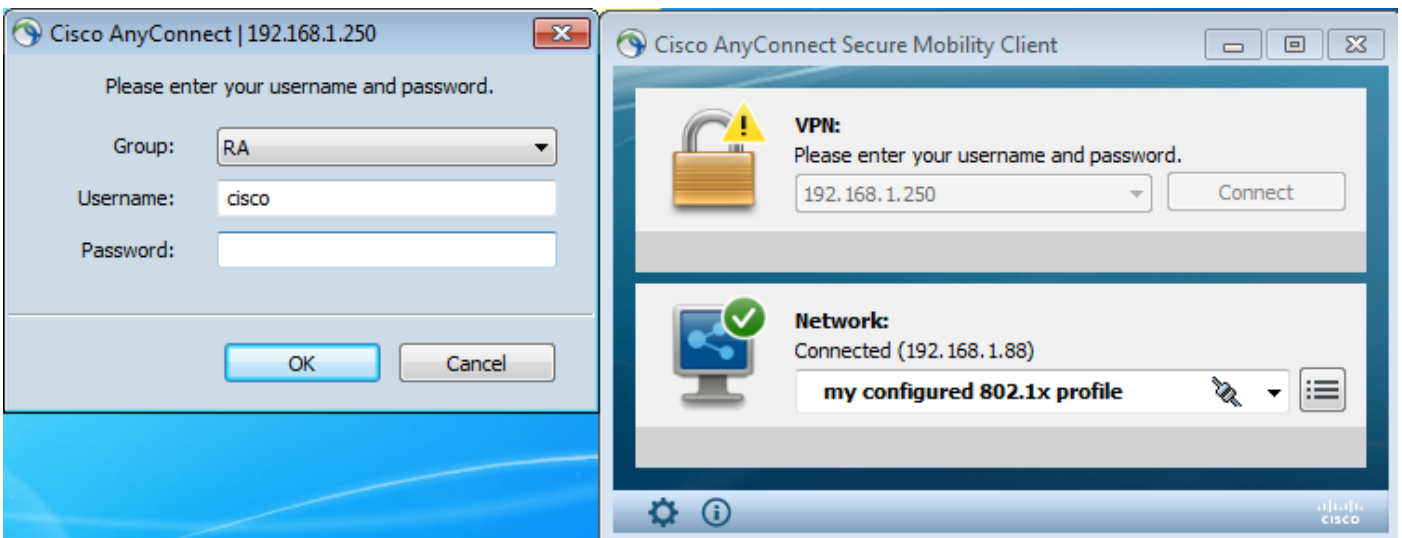 Cisco AnyConnect | 192.168.1.250
Please enter your username and password.
Group:
RA
Username:
cisco
Password:
OK
Cancel
Cisco AnyConnect Secure Mobility Client
VPN:
Please enter your username and password.
192.168.1.250
Connect
Network:
Connected (192.168.1.88)
my configured 802.1x profile
CISCO